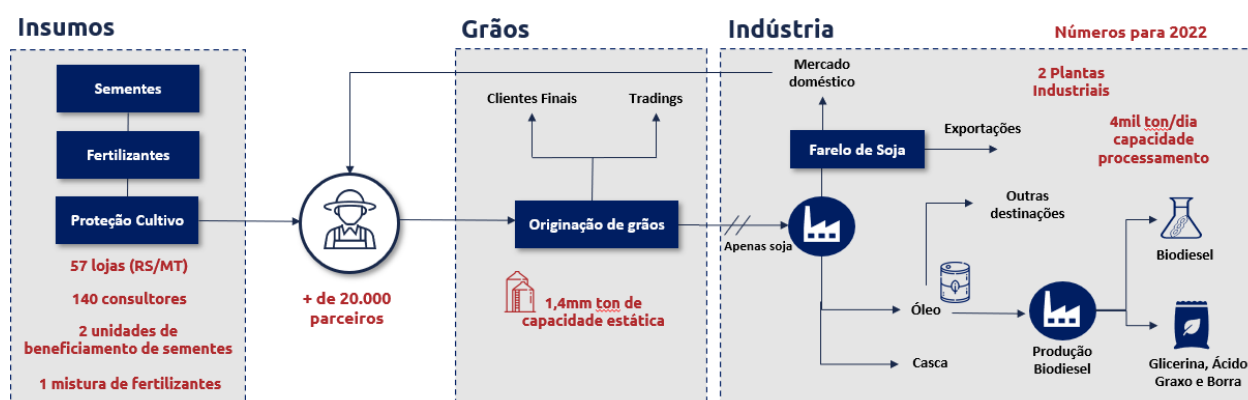 Insumos
Sementes
Fertilizantes
Proteção Cultivo
57 lojas (RS/MT)
140 consultores
2 unidades de
beneficiamento de sementes
1 mistura de fertilizantes
+ de 20.000
parceiros
Grãos
Clientes Finais
Tradings
Originação de grãos
1,4mm ton de
capacidade estática
Apenas soja
Indústria
Números para 2022
Mercado
doméstico
2 Plantas
Industriais
4mil ton/dia
capacidade
processamento
Farelo de Soja
Exportações
Outras
destinações
Óleo
Casca
Produção
Biodiesel
Biodiesel
Glicerina, Ácido
Graxo e Borra